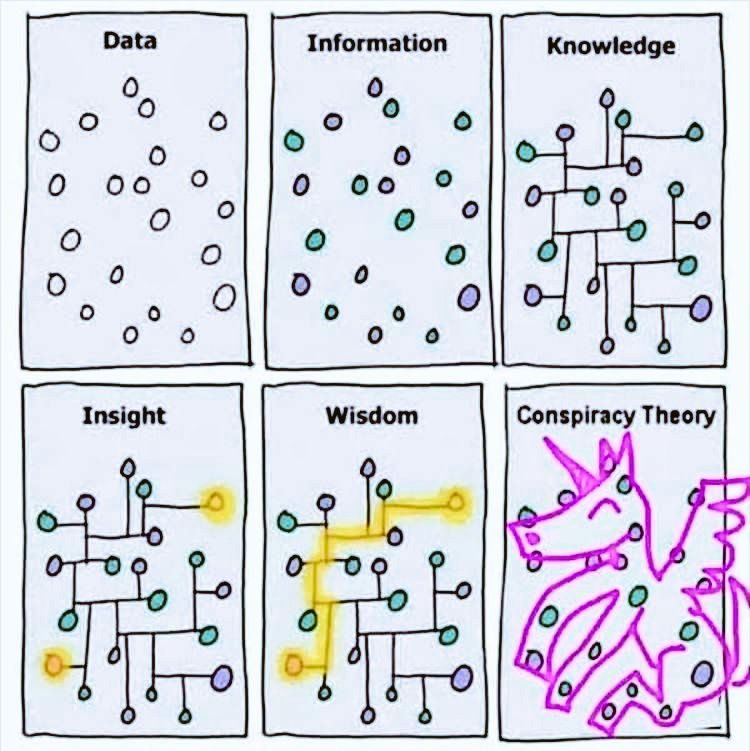 Data
Information
Knowledge
Insight
Wisdom
Conspiracy Theory